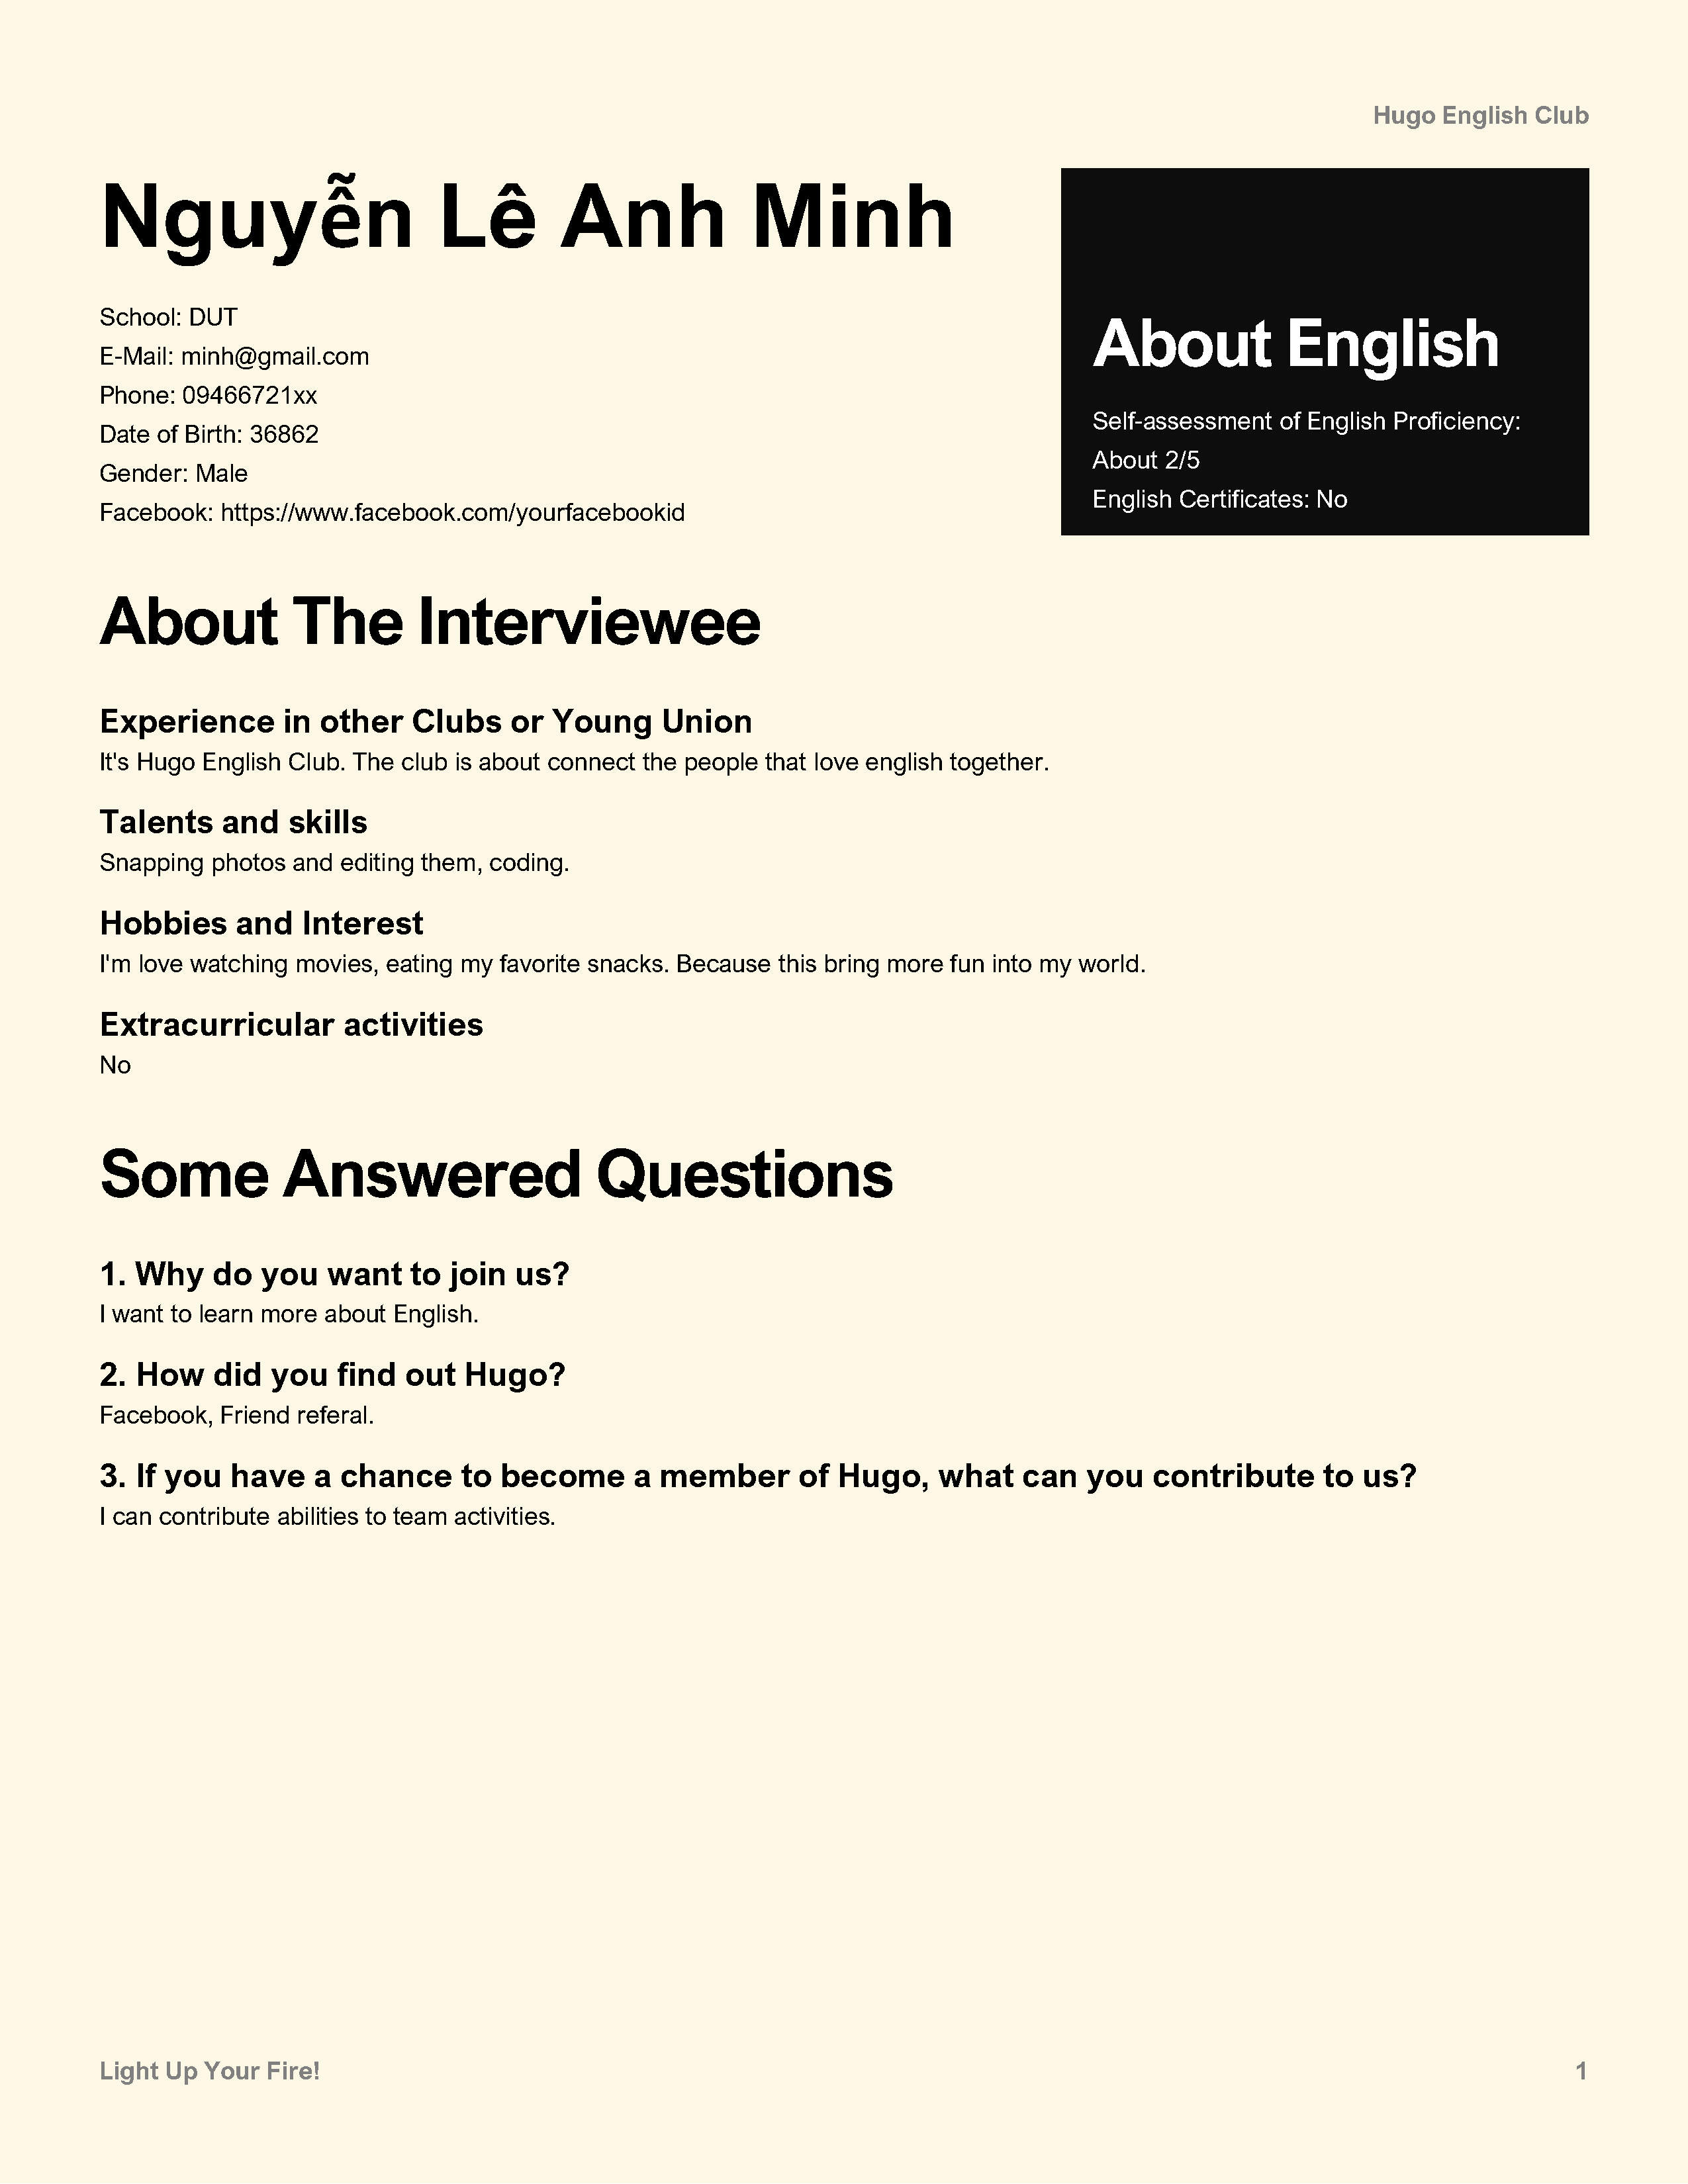 Hugo English Club
Nguyễn Lê Anh Minh
School: DUT
E-Mail: minh@gmail.com
Phone: 09466721xx
Date of Birth: 36862
Gender: Male
Facebook: https://www.facebook.com/yourfacebookid
About English
Self-assessment of English Proficiency:
About 2/5
English Certificates: No
About The Interviewee
Experience in other Clubs or Young Union
It's Hugo English Club. The club is about connect the people that love english together.
Talents and skills
Snapping photos and editing them, coding.
Hobbies and Interest
I'm love watching movies, eating my favorite snacks. Because this bring more fun into my world.
Extracurricular activities
No
Some Answered Questions
1. Why do you want to join us?
I want to learn more about English.
2. How did you find out Hugo?
Facebook, Friend referal.
3. If you have a chance to become a member of Hugo, what can you contribute to us?
I can contribute abilities to team activities.
Light Up Your Fire!
1